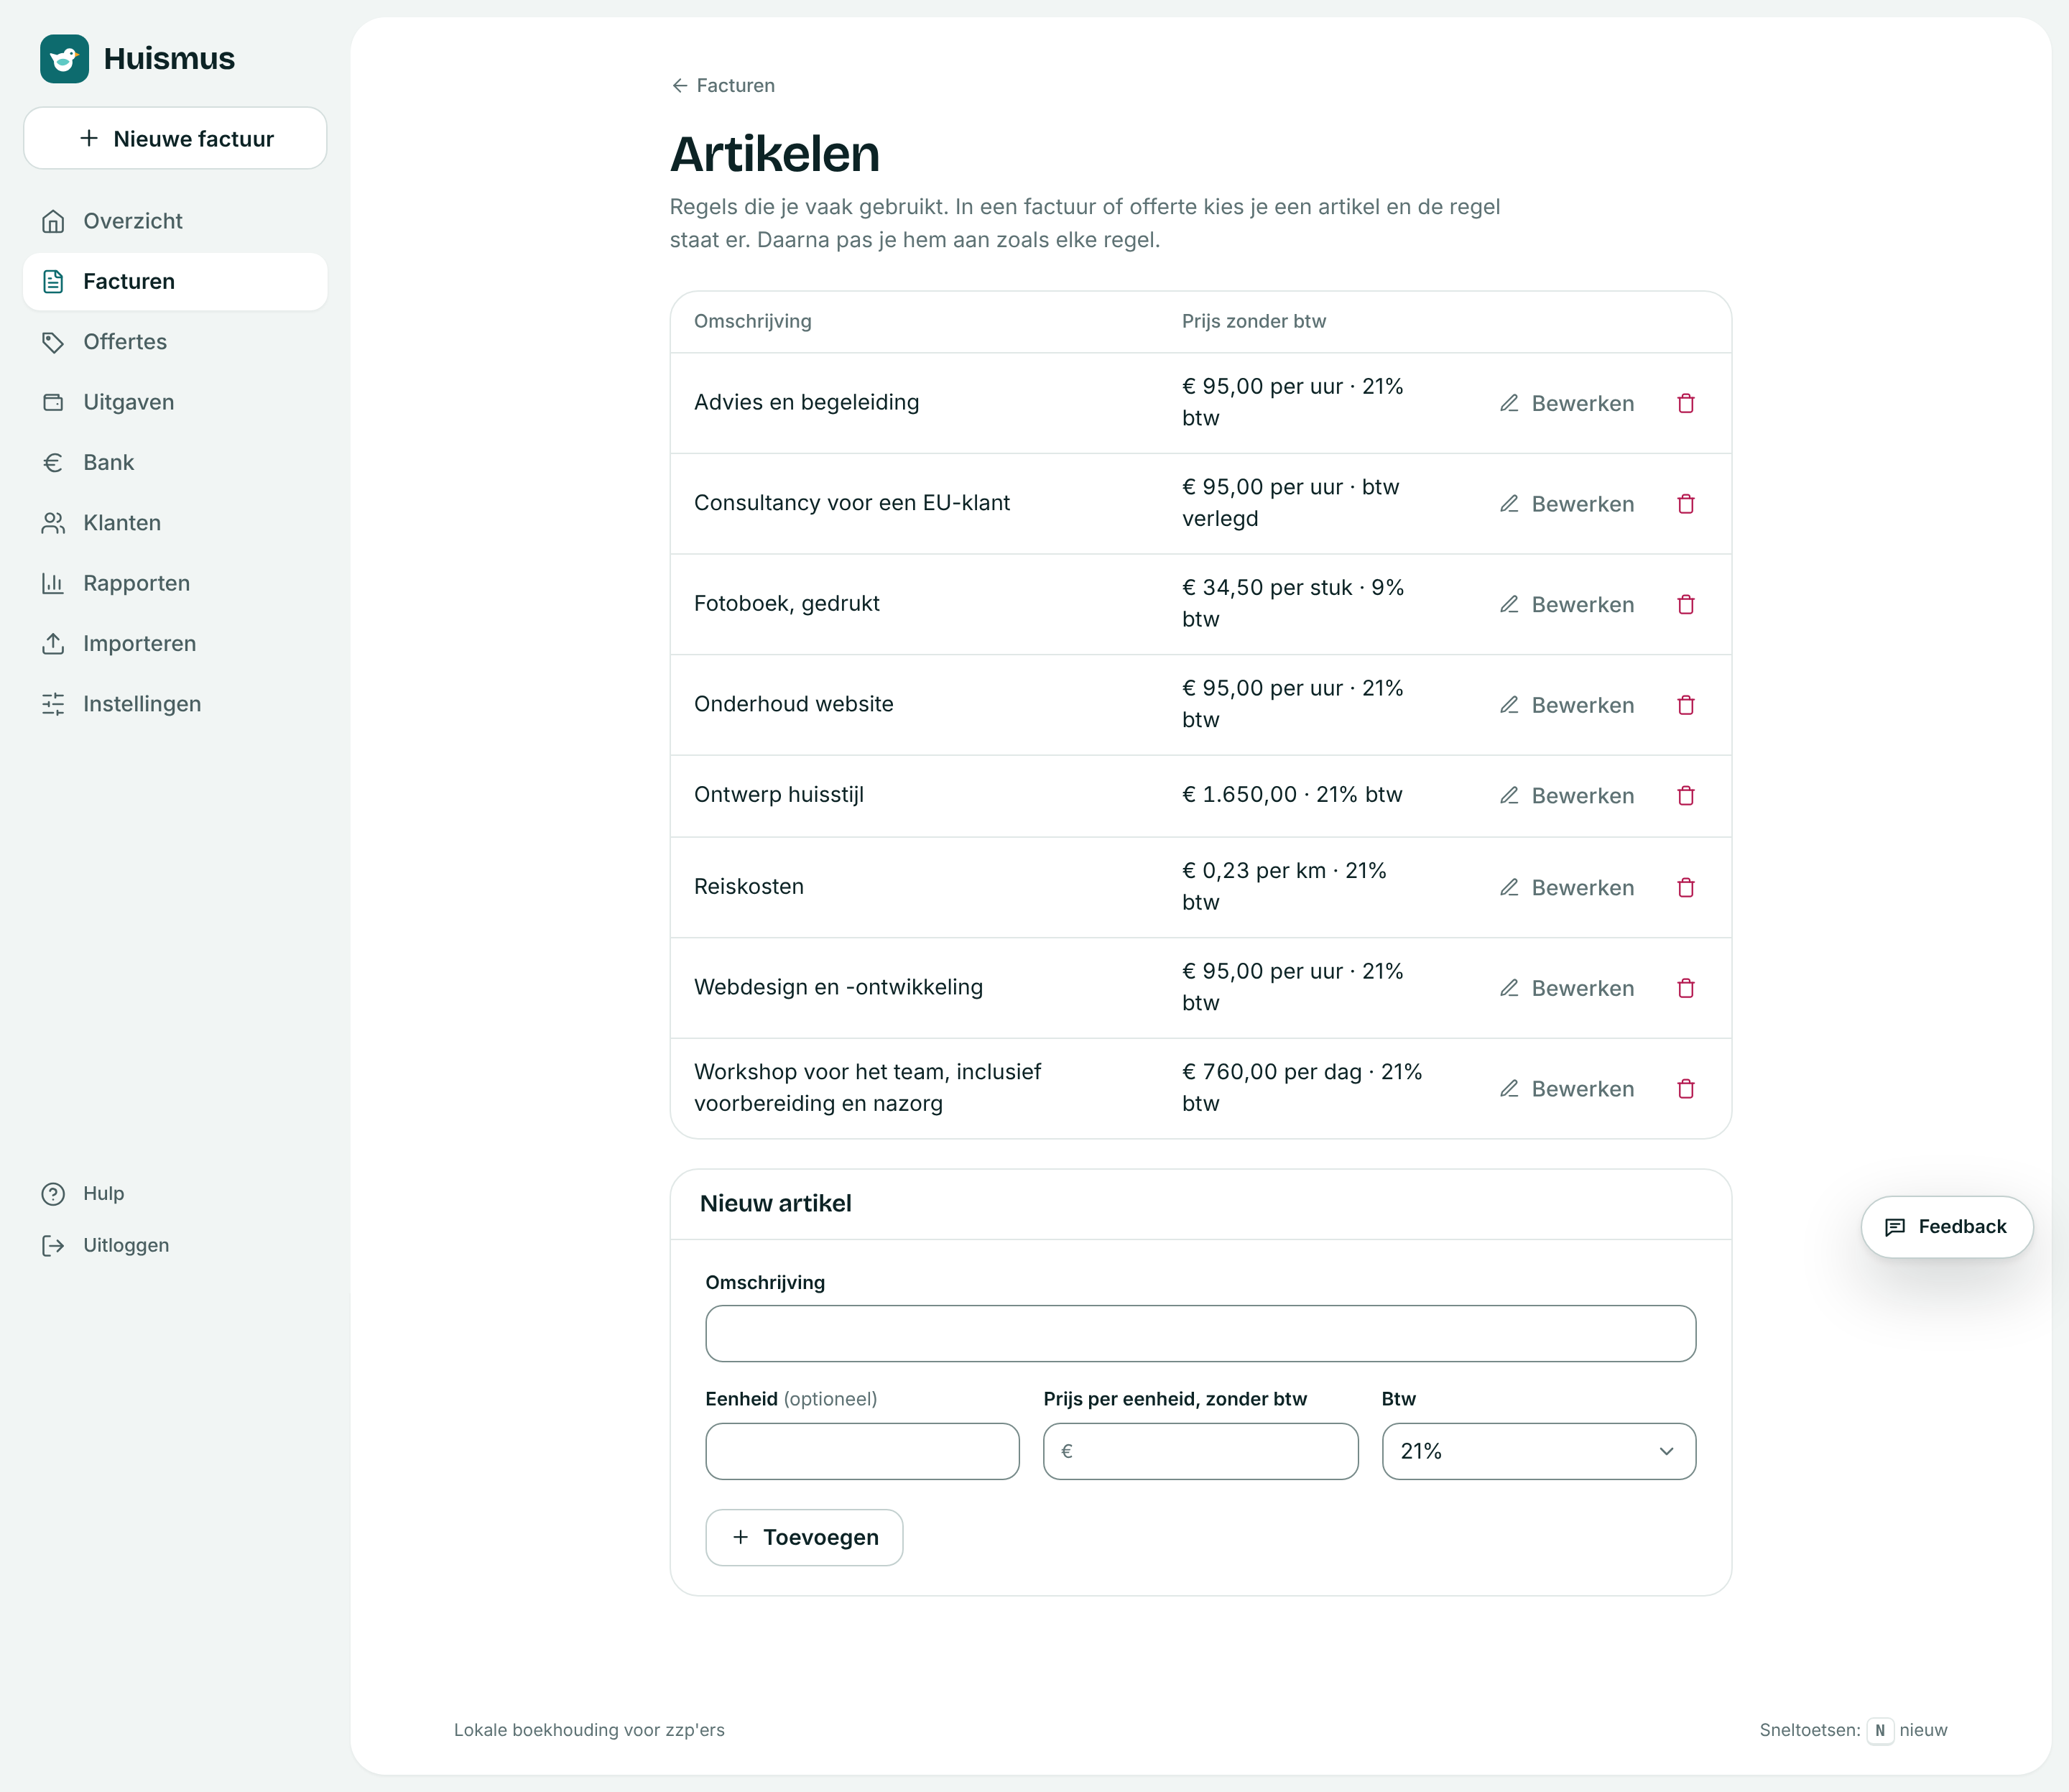 Huismus
Nieuwe factuur
Overzicht
Facturen
Offertes
Uitgaven
€ Bank
Klanten
Rapporten
Importeren
Instellingen
Hulp
Uitloggen
← Facturen
Artikelen
Regels die je vaak gebruikt. In een factuur of offerte kies je een artikel en de regel
staat er. Daarna pas je hem aan zoals elke regel.
Omschrijving Prijs zonder btw
Advies en begeleiding € 95,00 per uur · 21%
btw
Bewerken
Consultancy voor een EU-klant € 95,00 per uur · btw
verlegd
Bewerken
Fotoboek, gedrukt € 34,50 per stuk · 9%
btw
Bewerken
Onderhoud website € 95,00 per uur · 21%
btw
Bewerken
Ontwerp huisstijl € 1.650,00 · 21% btw Bewerken
Reiskosten € 0,23 per km · 21%
btw
Bewerken
Webdesign en -ontwikkeling € 95,00 per uur · 21%
btw
Bewerken
Workshop voor het team, inclusief
voorbereiding en nazorg
€ 760,00 per dag · 21%
btw
Bewerken
Nieuw artikel
Omschrijving
Eenheid (optioneel) Prijs per eenheid, zonder btw Btw
€ 21%
+ Toevoegen
Feedback
Lokale boekhouding voor zzp'ers Sneltoetsen: N nieuw